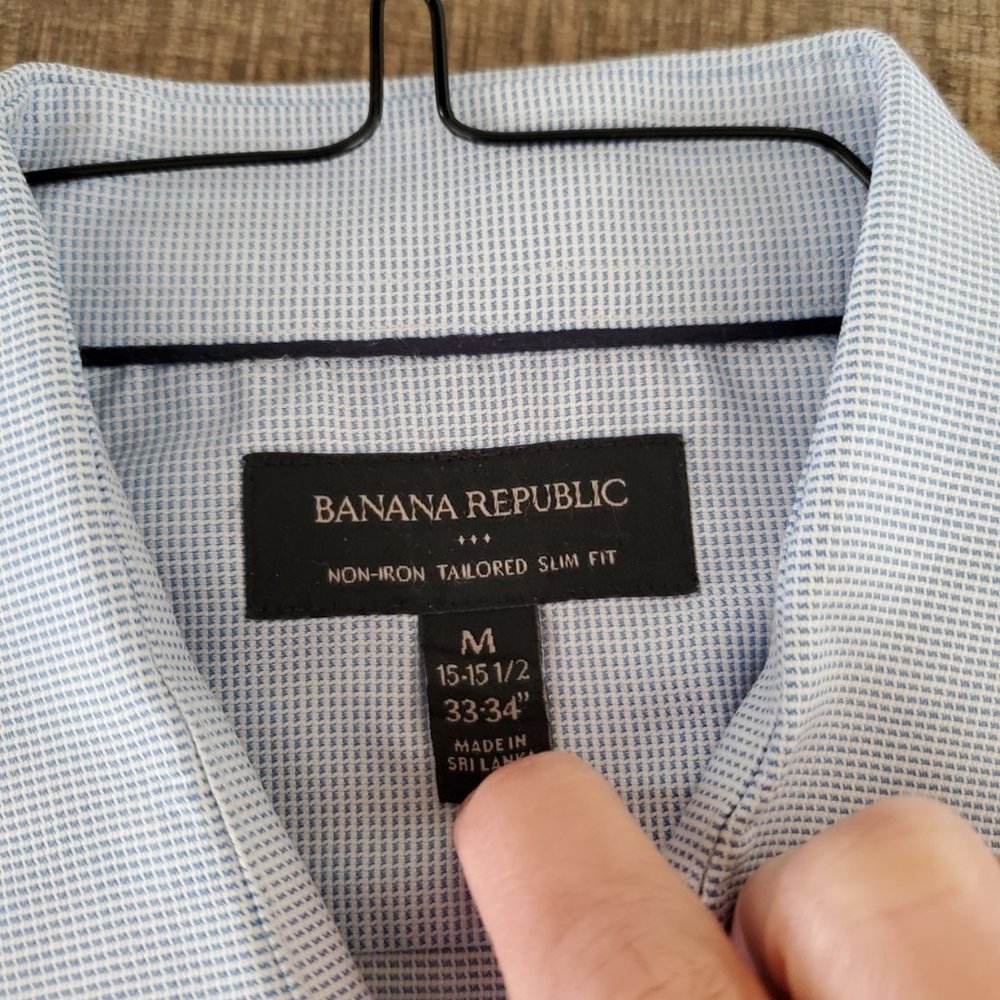 BANANA REPUBLIC
NON-IRON TAILORED SLIM FIT
M
15-15 1/2
33-34"
MADE IN
SRI LANKA